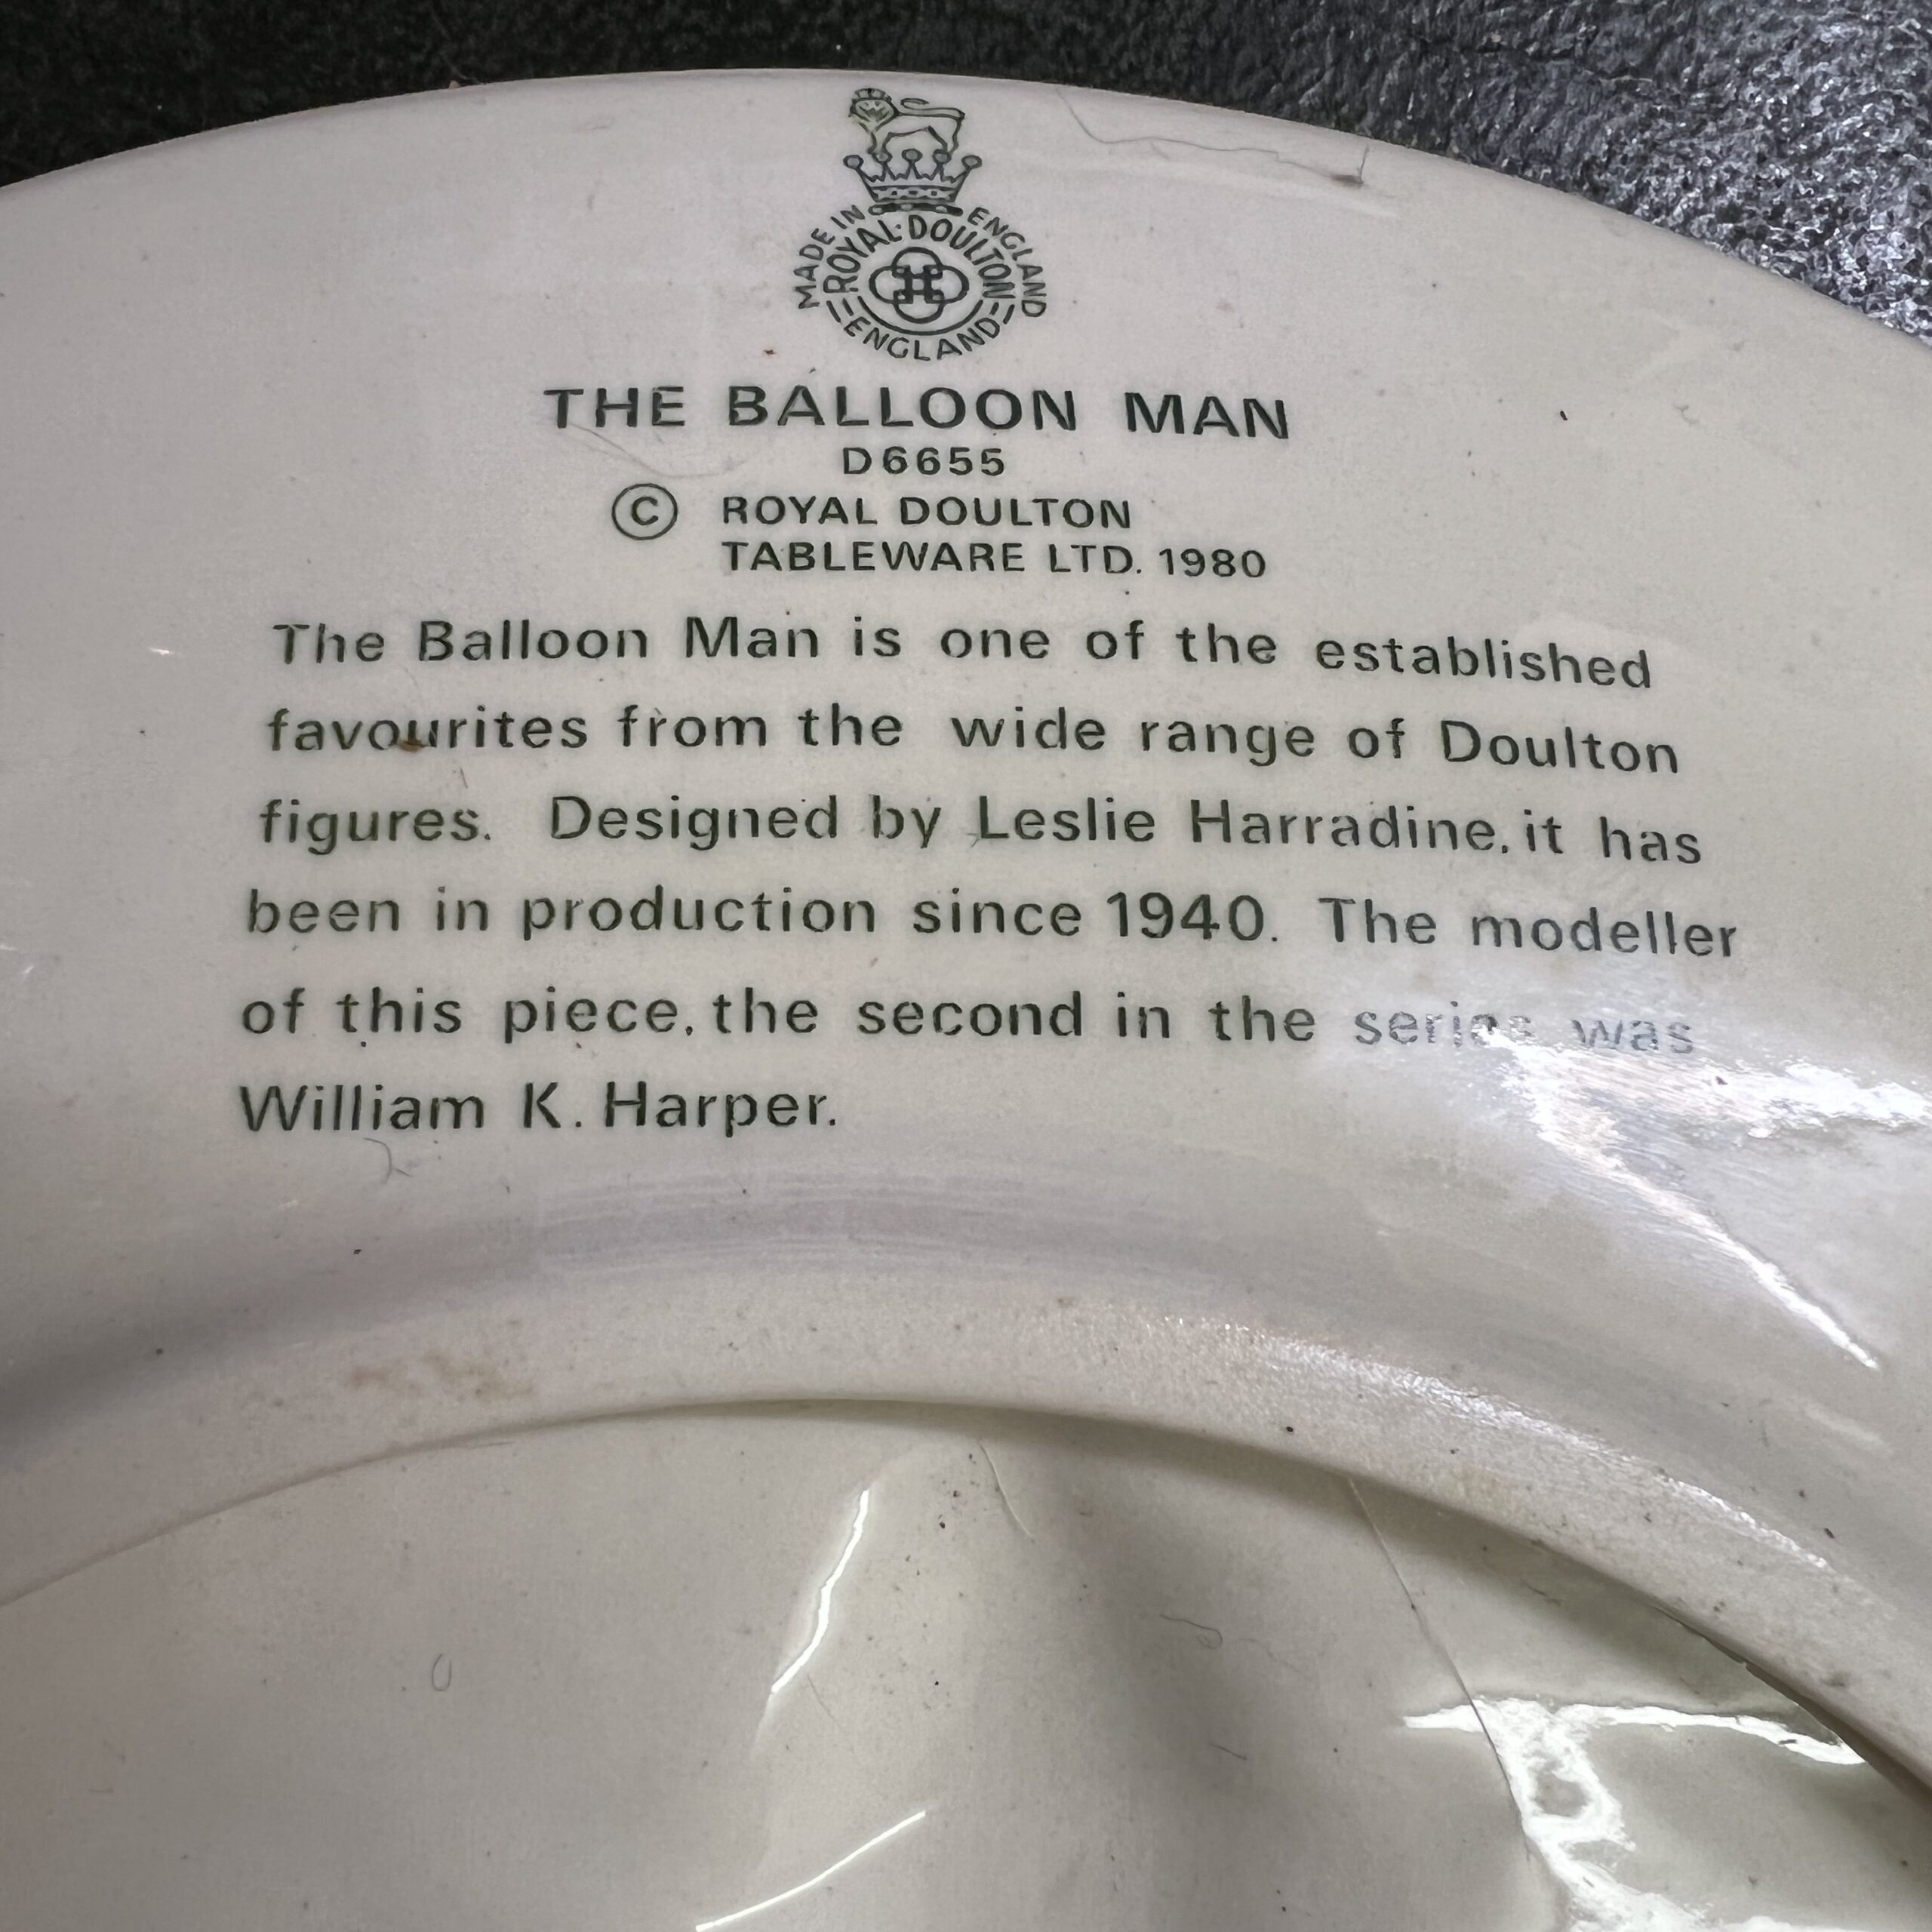 MADE IN ENGLAND
ROYAL·DOULTON
ENGLAND
THE BALLOON MAN
D6655
© ROYAL DOULTON
TABLEWARE LTD. 1980
The Balloon Man is one of the established
favourites from the wide range of Doulton
figures. Designed by Leslie Harradine, it has
been in production since 1940. The modeller
of this piece, the second in the series was
William K. Harper.